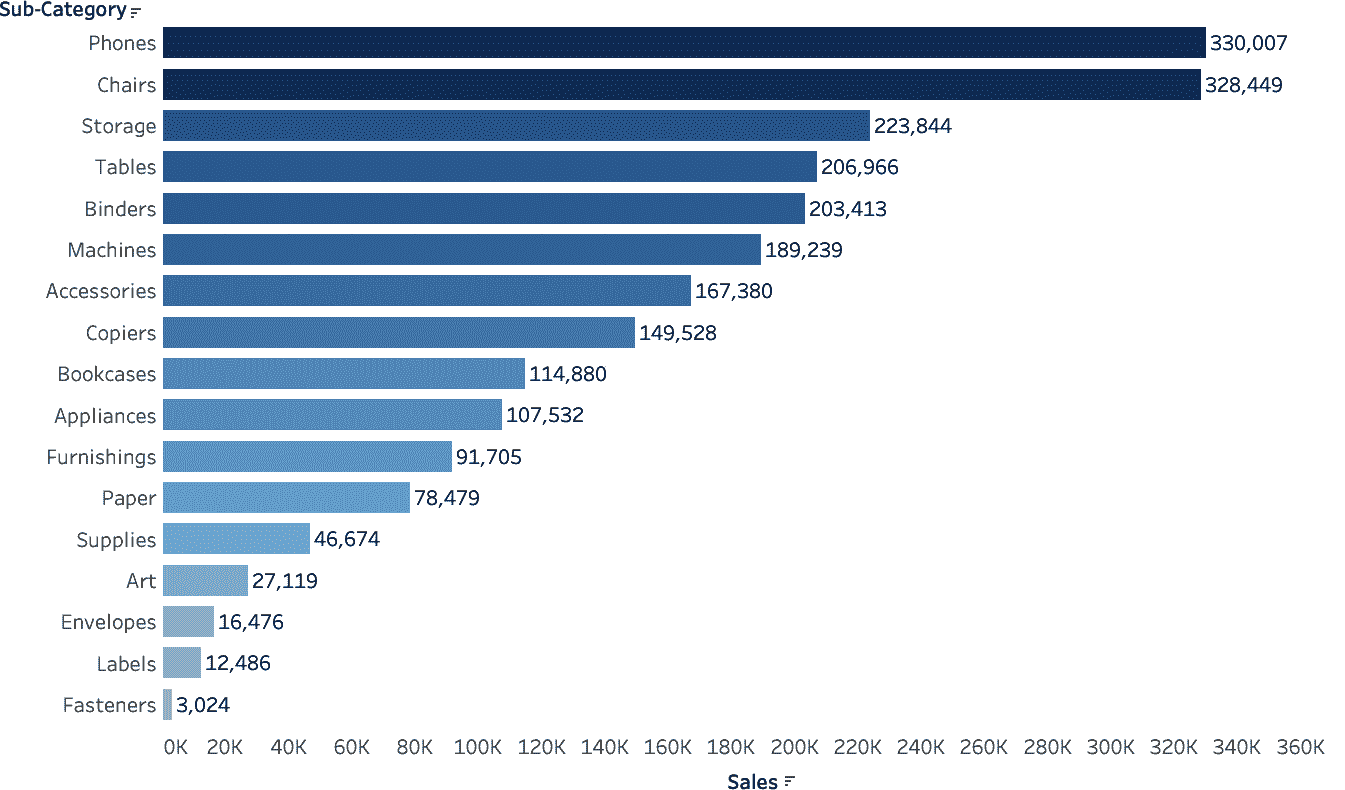 Sub-Category
Phones 330,007
Chairs 328,449
Storage 223,844
Tables 206,966
Binders 203,413
Machines 189,239
Accessories 167,380
Copiers 149,528
Bookcases 114,880
Appliances 107,532
Furnishings 91,705
Paper 78,479
Supplies 46,674
Art 27,119
Envelopes 16,476
Labels 12,486
Fasteners 3,024
0K 20K 40K 60K 80K 100K 120K 140K 160K 180K 200K 220K 240K 260K 280K 300K 320K 340K 360K
Sales